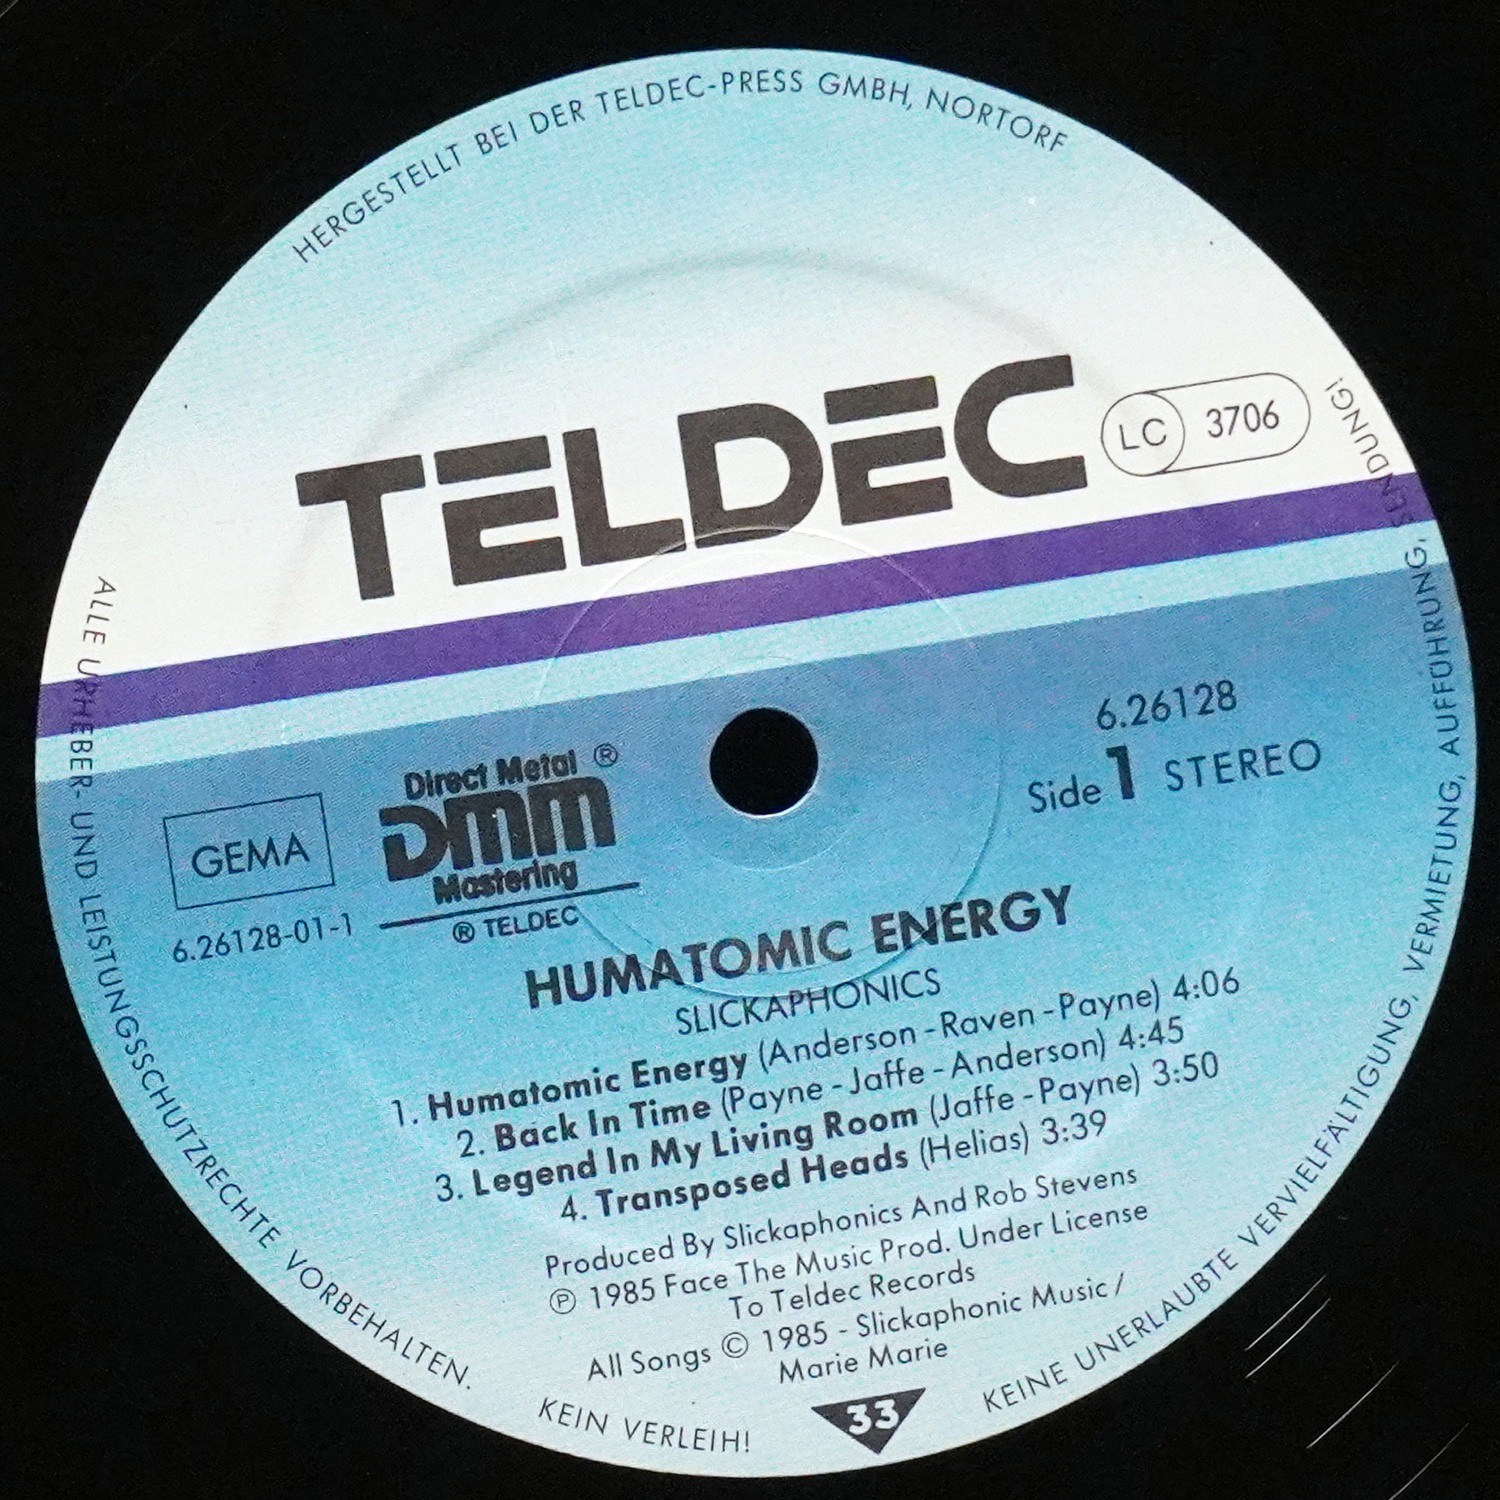 HERGESTELLT BEI DER TELDEC-PRESS GMBH, NORTORF
TELDEC
LC 3706
6.26128
Side 1 STEREO
Direct Metal ®
DMM
Mastering
® TELDEC
GEMA
6.26128-01-1
HUMATOMIC ENERGY
SLICKAPHONICS
1. Humatomic Energy (Anderson - Raven - Payne) 4:06
2. Back In Time (Payne - Jaffe - Anderson) 4:45
3. Legend In My Living Room (Jaffe - Payne) 3:50
4. Transposed Heads (Helias) 3:39
Produced By Slickaphonics And Rob Stevens
℗ 1985 Face The Music Prod. Under License
To Teldec Records
All Songs © 1985 - Slickaphonic Music /
Marie Marie
33
ALLE URHEBER- UND LEISTUNGSSCHUTZRECHTE VORBEHALTEN.
KEIN VERLEIH!
KEINE UNERLAUBTE VERVIELFÄLTIGUNG, VERMIETUNG, AUFFÜHRUNG, SENDUNG!